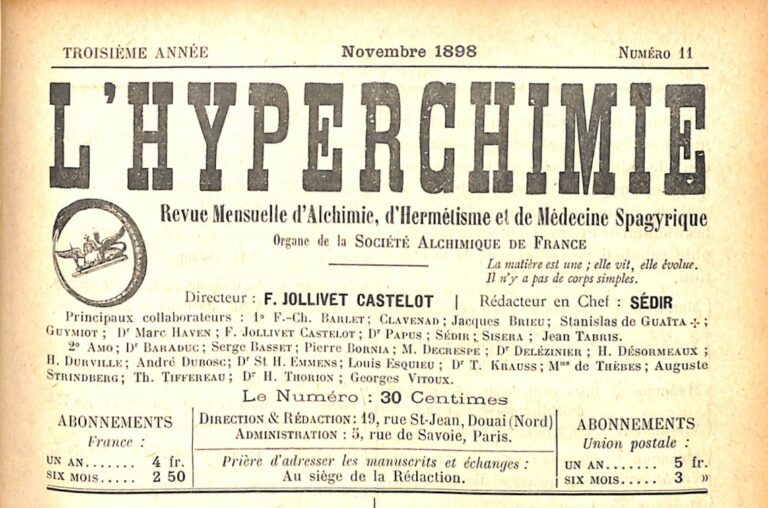 TROISIÈME ANNÉE Novembre 1898 NUMÉRO 11
L'HYPERCHIMIE
Revue Mensuelle d'Alchimie, d'Hermétisme et de Médecine Spagyrique
Organe de la SOCIÉTÉ ALCHIMIQUE DE FRANCE
La matière est une ; elle vit, elle évolue.
Il n'y a pas de corps simples.
Directeur : F. JOLLIVET CASTELOT | Rédacteur en Chef : SÉDIR
Principaux collaborateurs : 1º F.-CH. BARLET; CLAVENAD; JACQUES BRIEU; Stanislas de GUAÏTA ✢;
GUYMIOT; Dr MARC HAVEN; F. JOLLIVET CASTELOT; Dr PAPUS; SÉDIR; SISERA; JEAN TABRIS.
2º AMO; Dr BARADUC; SERGE BASSET; PIERRE BORNIA; M. DECRESPE; Dr DELÉZINIER; H. DÉSORMEAUX;
H. DURVILLE; ANDRÉ DUBOSC; Dr ST H. EMMENS; LOUIS ESQUIEU; Dr T. KRAUSS; Mme DE THÈBES; AUGUSTE
STRINDBERG; TH. TIFFEREAU; Dr H. THORION; GEORGES VITOUX.
Le Numéro : 30 Centimes
ABONNEMENTS
France :
UN AN....... 4 fr.
SIX MOIS..... 2 50
DIRECTION & RÉDACTION: 19, rue St-Jean, Douai (Nord)
ADMINISTRATION : 5, rue de Savoie, Paris.
Prière d'adresser les manuscrits et échanges :
Au siège de la Rédaction.
ABONNEMENTS
Union postale :
UN AN....... 5 fr.
SIX MOIS..... 3 »